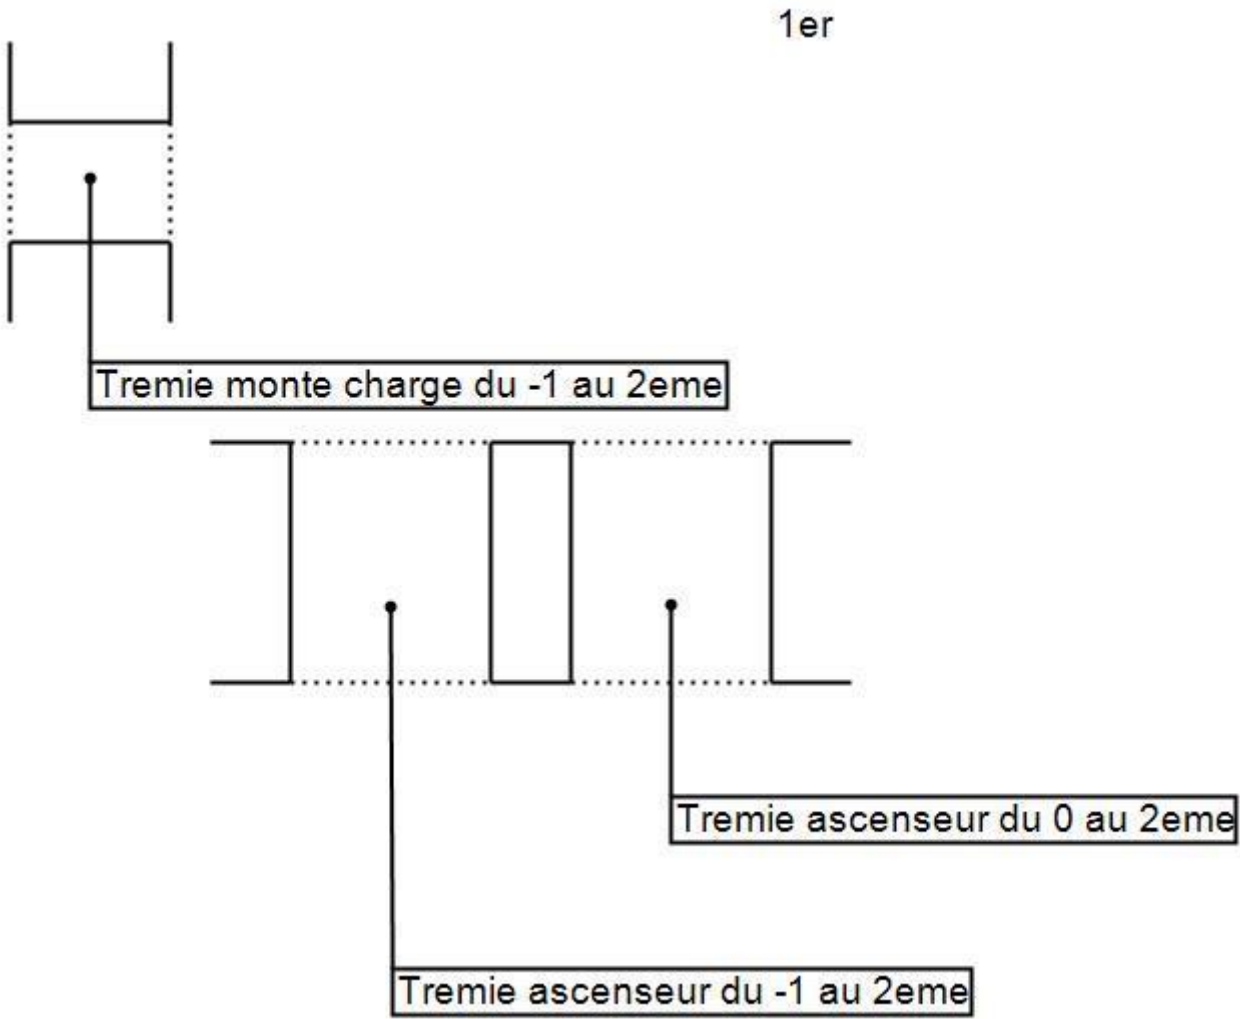 1er
Tremie monte charge du -1 au 2eme
Tremie ascenseur du 0 au 2eme
Tremie ascenseur du -1 au 2eme